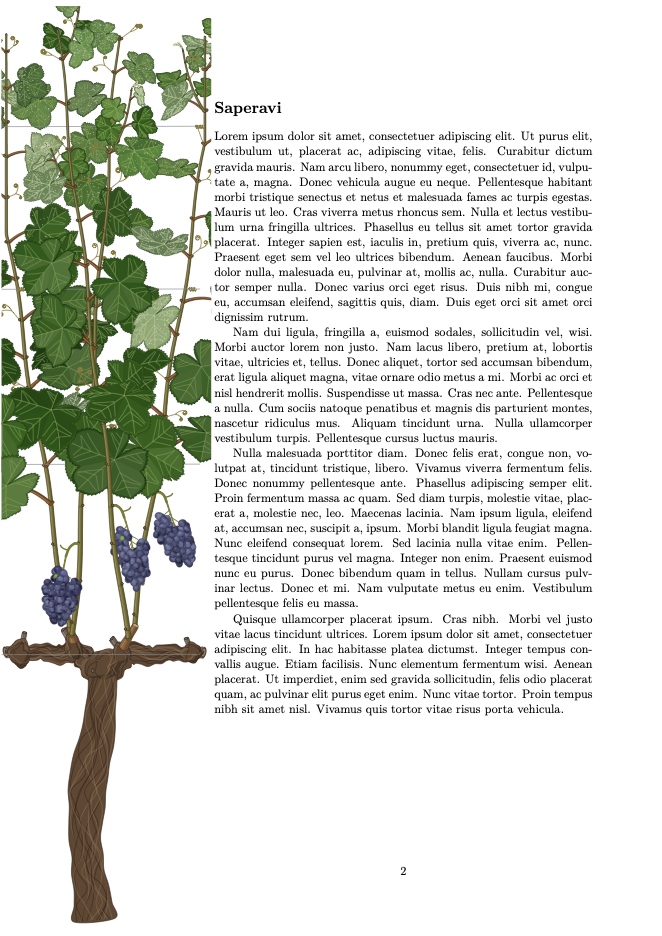 Saperavi
Lorem ipsum dolor sit amet, consectetuer adipiscing elit. Ut purus elit,
vestibulum ut, placerat ac, adipiscing vitae, felis. Curabitur dictum
gravida mauris. Nam arcu libero, nonummy eget, consectetuer id, vulpu-
tate a, magna. Donec vehicula augue eu neque. Pellentesque habitant
morbi tristique senectus et netus et malesuada fames ac turpis egestas.
Mauris ut leo. Cras viverra metus rhoncus sem. Nulla et lectus vestibu-
lum urna fringilla ultrices. Phasellus eu tellus sit amet tortor gravida
placerat. Integer sapien est, iaculis in, pretium quis, viverra ac, nunc.
Praesent eget sem vel leo ultrices bibendum. Aenean faucibus. Morbi
dolor nulla, malesuada eu, pulvinar at, mollis ac, nulla. Curabitur auc-
tor semper nulla. Donec varius orci eget risus. Duis nibh mi, congue
eu, accumsan eleifend, sagittis quis, diam. Duis eget orci sit amet orci
dignissim rutrum.
Nam dui ligula, fringilla a, euismod sodales, sollicitudin vel, wisi.
Morbi auctor lorem non justo. Nam lacus libero, pretium at, lobortis
vitae, ultricies et, tellus. Donec aliquet, tortor sed accumsan bibendum,
erat ligula aliquet magna, vitae ornare odio metus a mi. Morbi ac orci et
nisl hendrerit mollis. Suspendisse ut massa. Cras nec ante. Pellentesque
a nulla. Cum sociis natoque penatibus et magnis dis parturient montes,
nascetur ridiculus mus. Aliquam tincidunt urna. Nulla ullamcorper
vestibulum turpis. Pellentesque cursus luctus mauris.
Nulla malesuada porttitor diam. Donec felis erat, congue non, vo-
lutpat at, tincidunt tristique, libero. Vivamus viverra fermentum felis.
Donec nonummy pellentesque ante. Phasellus adipiscing semper elit.
Proin fermentum massa ac quam. Sed diam turpis, molestie vitae, plac-
erat a, molestie nec, leo. Maecenas lacinia. Nam ipsum ligula, eleifend
at, accumsan nec, suscipit a, ipsum. Morbi blandit ligula feugiat magna.
Nunc eleifend consequat lorem. Sed lacinia nulla vitae enim. Pellen-
tesque tincidunt purus vel magna. Integer non enim. Praesent euismod
nunc eu purus. Donec bibendum quam in tellus. Nullam cursus pulv-
inar lectus. Donec et mi. Nam vulputate metus eu enim. Vestibulum
pellentesque felis eu massa.
Quisque ullamcorper placerat ipsum. Cras nibh. Morbi vel justo
vitae lacus tincidunt ultrices. Lorem ipsum dolor sit amet, consectetuer
adipiscing elit. In hac habitasse platea dictumst. Integer tempus con-
vallis augue. Etiam facilisis. Nunc elementum fermentum wisi. Aenean
placerat. Ut imperdiet, enim sed gravida sollicitudin, felis odio placerat
quam, ac pulvinar elit purus eget enim. Nunc vitae tortor. Proin tempus
nibh sit amet nisl. Vivamus quis tortor vitae risus porta vehicula.
2